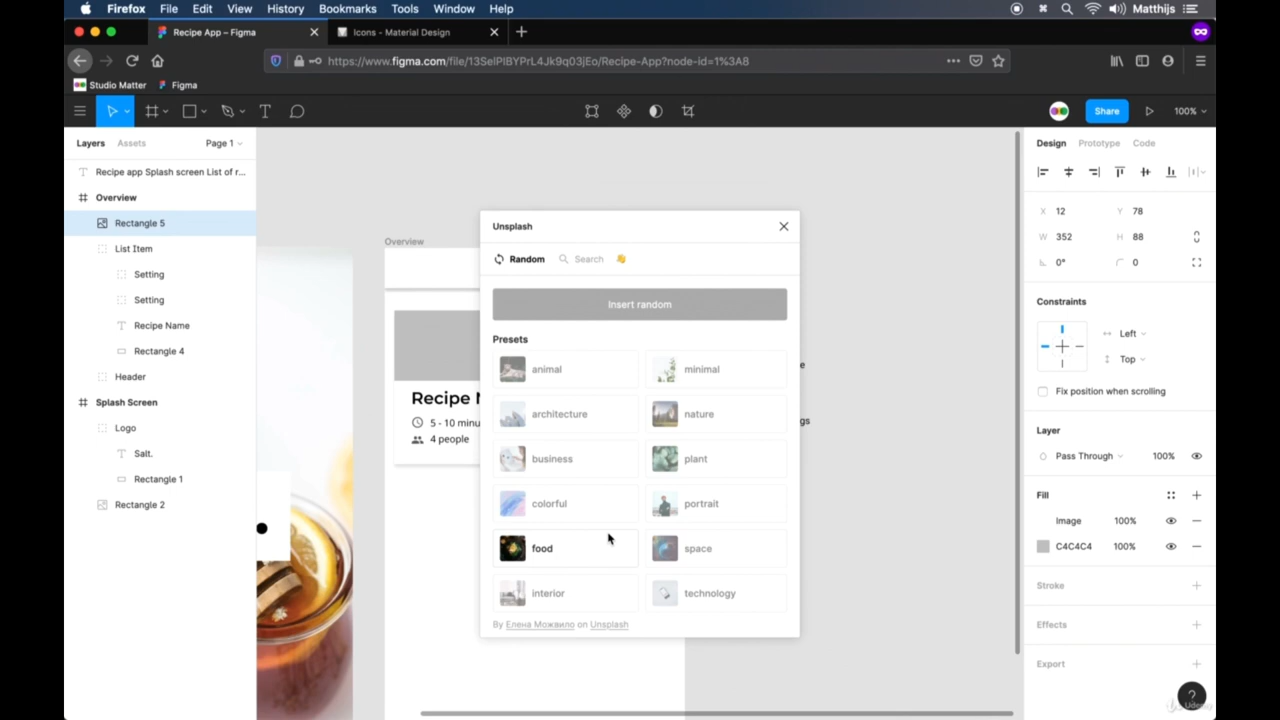 Firefox File Edit View History Bookmarks Tools Window Help Matthijs
Recipe App – Figma Icons - Material Design
https://www.figma.com/file/13SelPlBYPrL4Jk9q03jEo/Recipe-App?node-id=1%3A8
Studio Matter Figma
Share 100%
Layers Assets Page 1
Recipe app Splash screen List of r...
Overview
Rectangle 5
List Item
Setting
Setting
Recipe Name
Rectangle 4
Header
Splash Screen
Logo
Salt.
Rectangle 1
Rectangle 2
Overview
Recipe
5 - 10 minu
4 people
Unsplash
Random Search
Insert random
Presets
animal minimal
architecture nature
business plant
colorful portrait
food space
interior technology
By Елена Можвило on Unsplash
e
gs
Design Prototype Code
X 12 Y 78
W 352 H 88
0° 0
Constraints
Left
Top
Fix position when scrolling
Layer
Pass Through 100%
Fill
Image 100%
C4C4C4 100%
Stroke
Effects
Export
?
Udemy